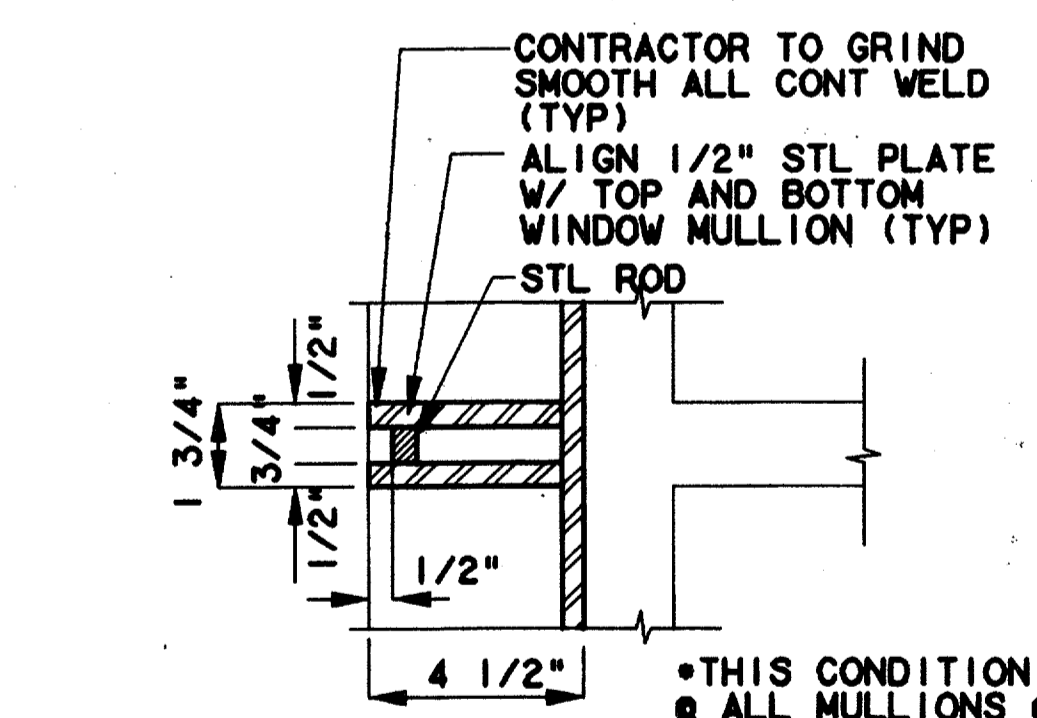 CONTRACTOR TO GRIND
SMOOTH ALL CONT WELD
(TYP)
ALIGN 1/2" STL PLATE
W/ TOP AND BOTTOM
WINDOW MULLION (TYP)
STL ROD
1/2"
1 3/4"
3/4"
1/2"
1/2"
4 1/2"
*THIS CONDITION
@ ALL MULLIONS